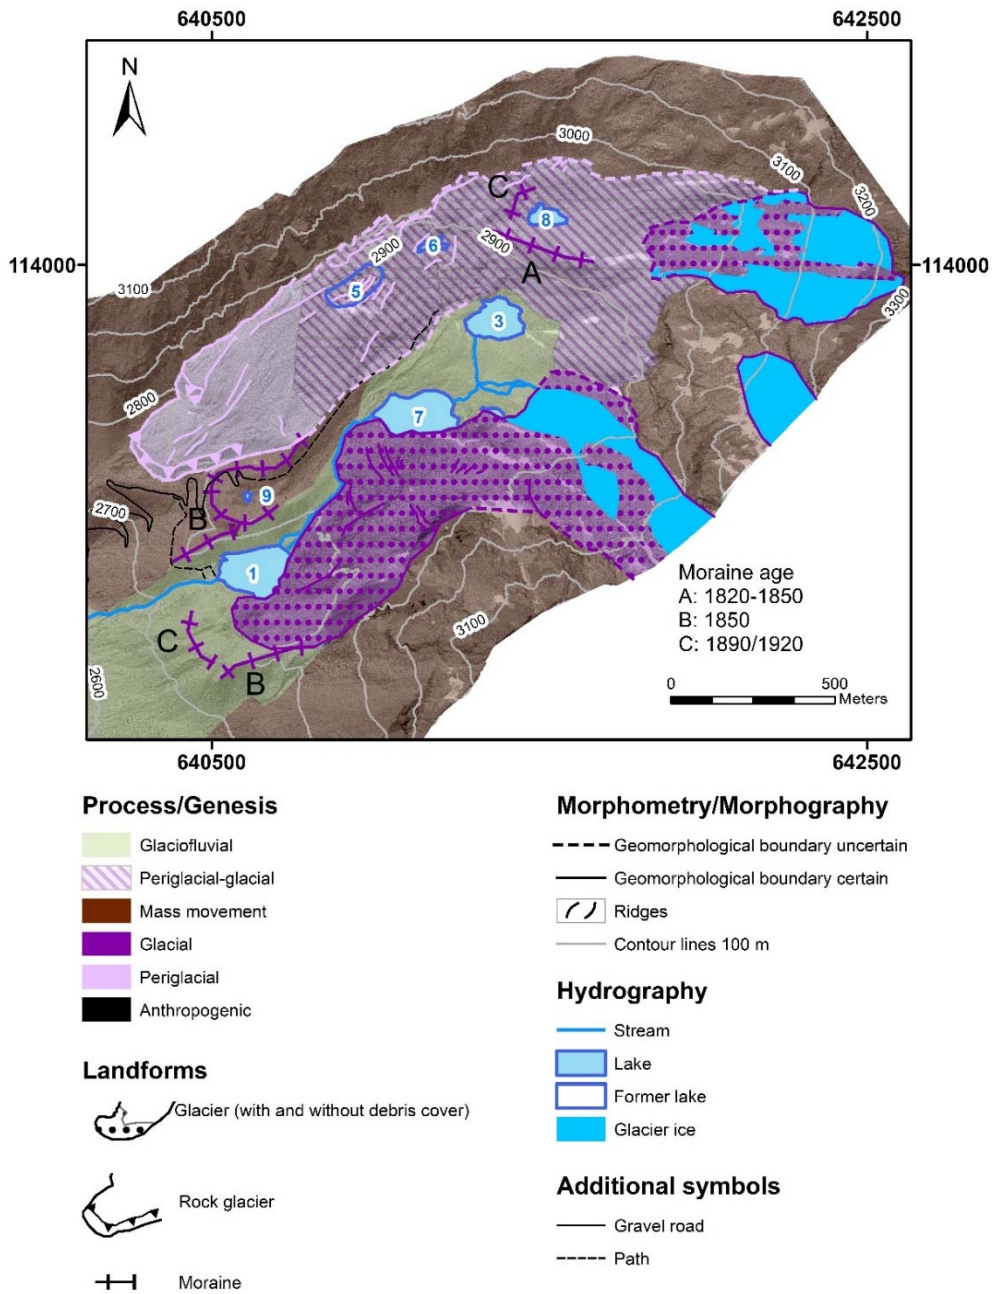 640500 642500
N
3000
3100
C
3200
8
2900
6
2900
114000 114000
A
3100
5
3300
3
2800
7
9
2700
B
1
Moraine age
A: 1820-1850
3100
B: 1850
C
C: 1890/1920
2600
B
0 500
Meters
640500 642500
Process/Genesis
Glaciofluvial
Periglacial-glacial
Mass movement
Glacial
Periglacial
Anthropogenic
Landforms
Glacier (with and without debris cover)
Rock glacier
Moraine
Morphometry/Morphography
Geomorphological boundary uncertain
Geomorphological boundary certain
Ridges
Contour lines 100 m
Hydrography
Stream
Lake
Former lake
Glacier ice
Additional symbols
Gravel road
Path